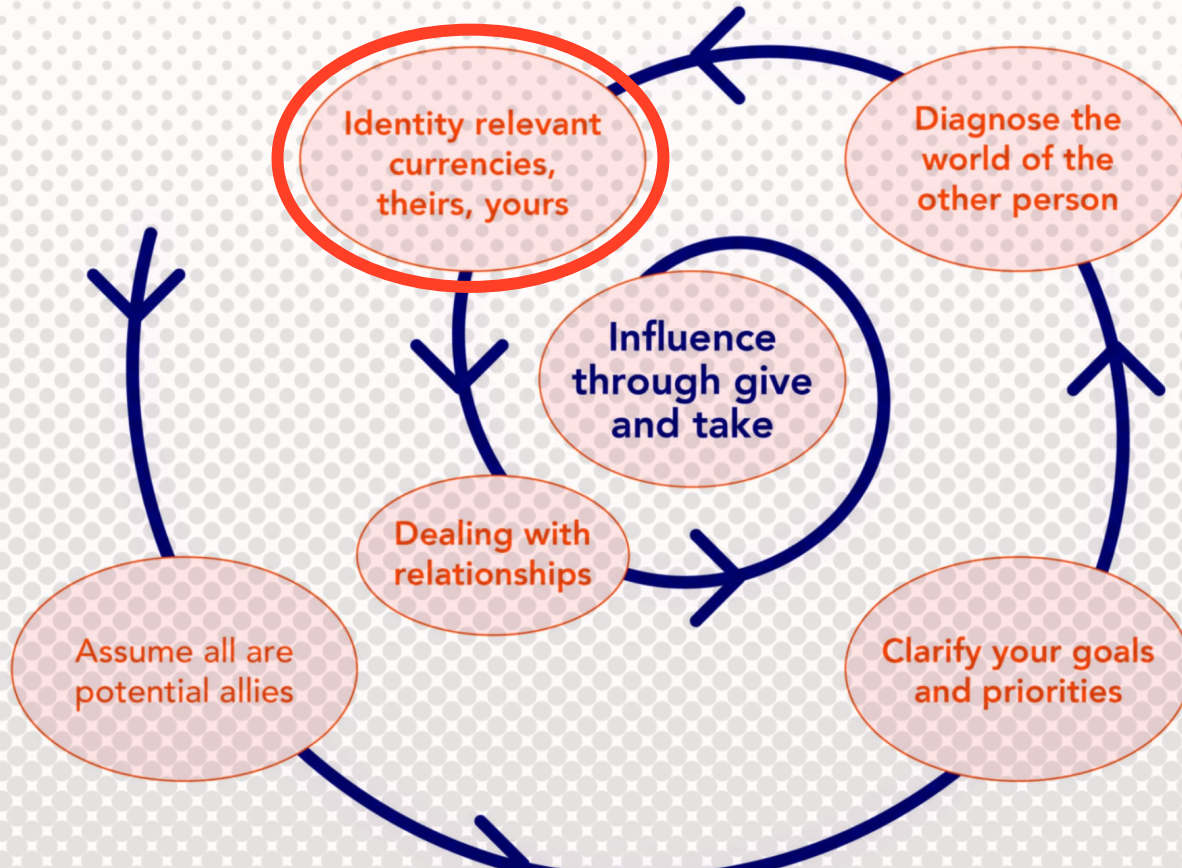 Identity relevant
currencies,
theirs, yours
Diagnose the
world of the
other person
Influence
through give
and take
Dealing with
relationships
Assume all are
potential allies
Clarify your goals
and priorities